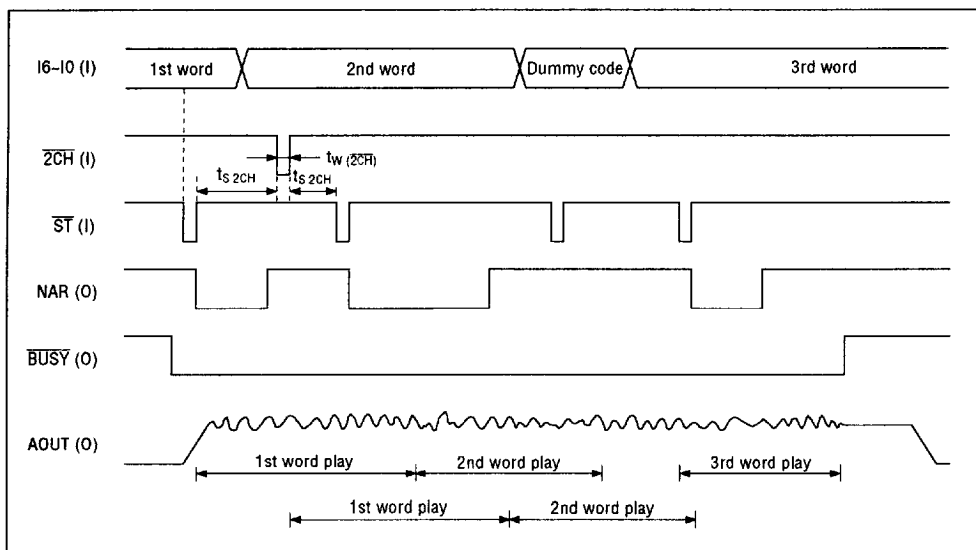 I6~I0 (I)
1st word
2nd word
Dummy code
3rd word
2CH (I)
tW (2CH)
tS 2CH
tS 2CH
ST (I)
NAR (O)
BUSY (O)
AOUT (O)
1st word play
2nd word play
3rd word play
1st word play
2nd word play